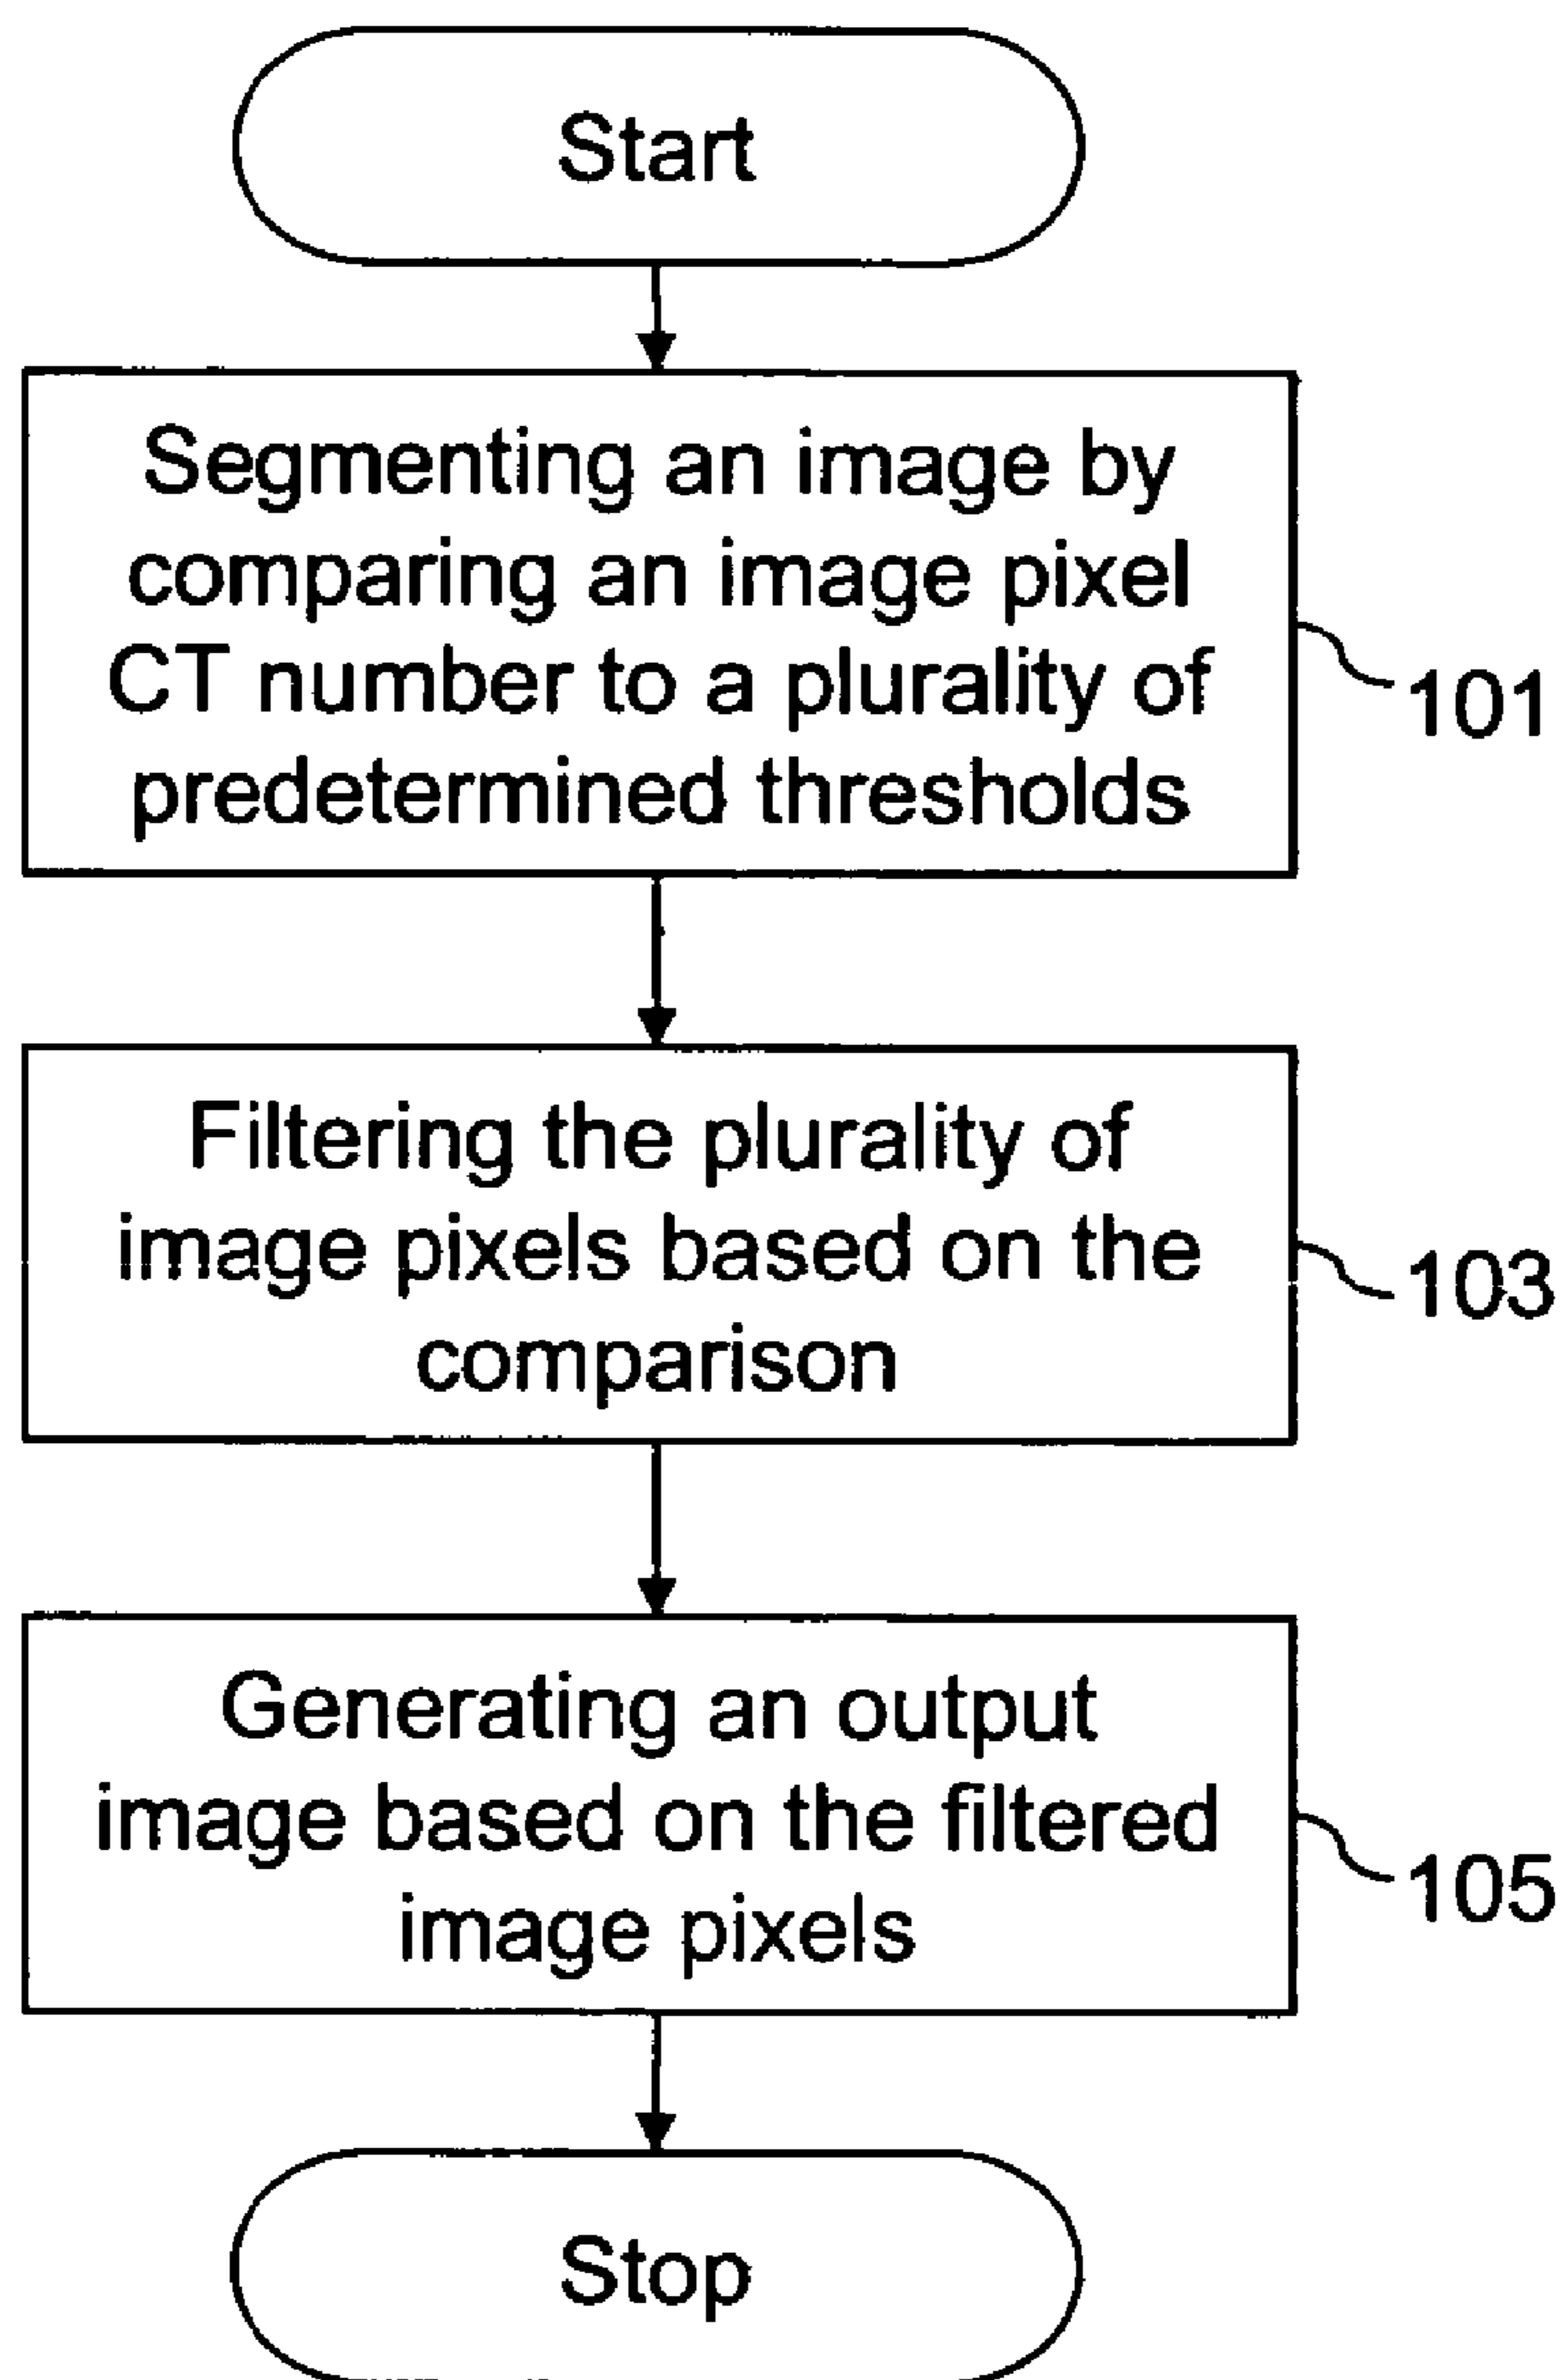 Start
Segmenting an image by
comparing an image pixel
CT number to a plurality of
predetermined thresholds
101
Filtering the plurality of
image pixels based on the
comparison
103
Generating an output
image based on the filtered
image pixels
105
Stop